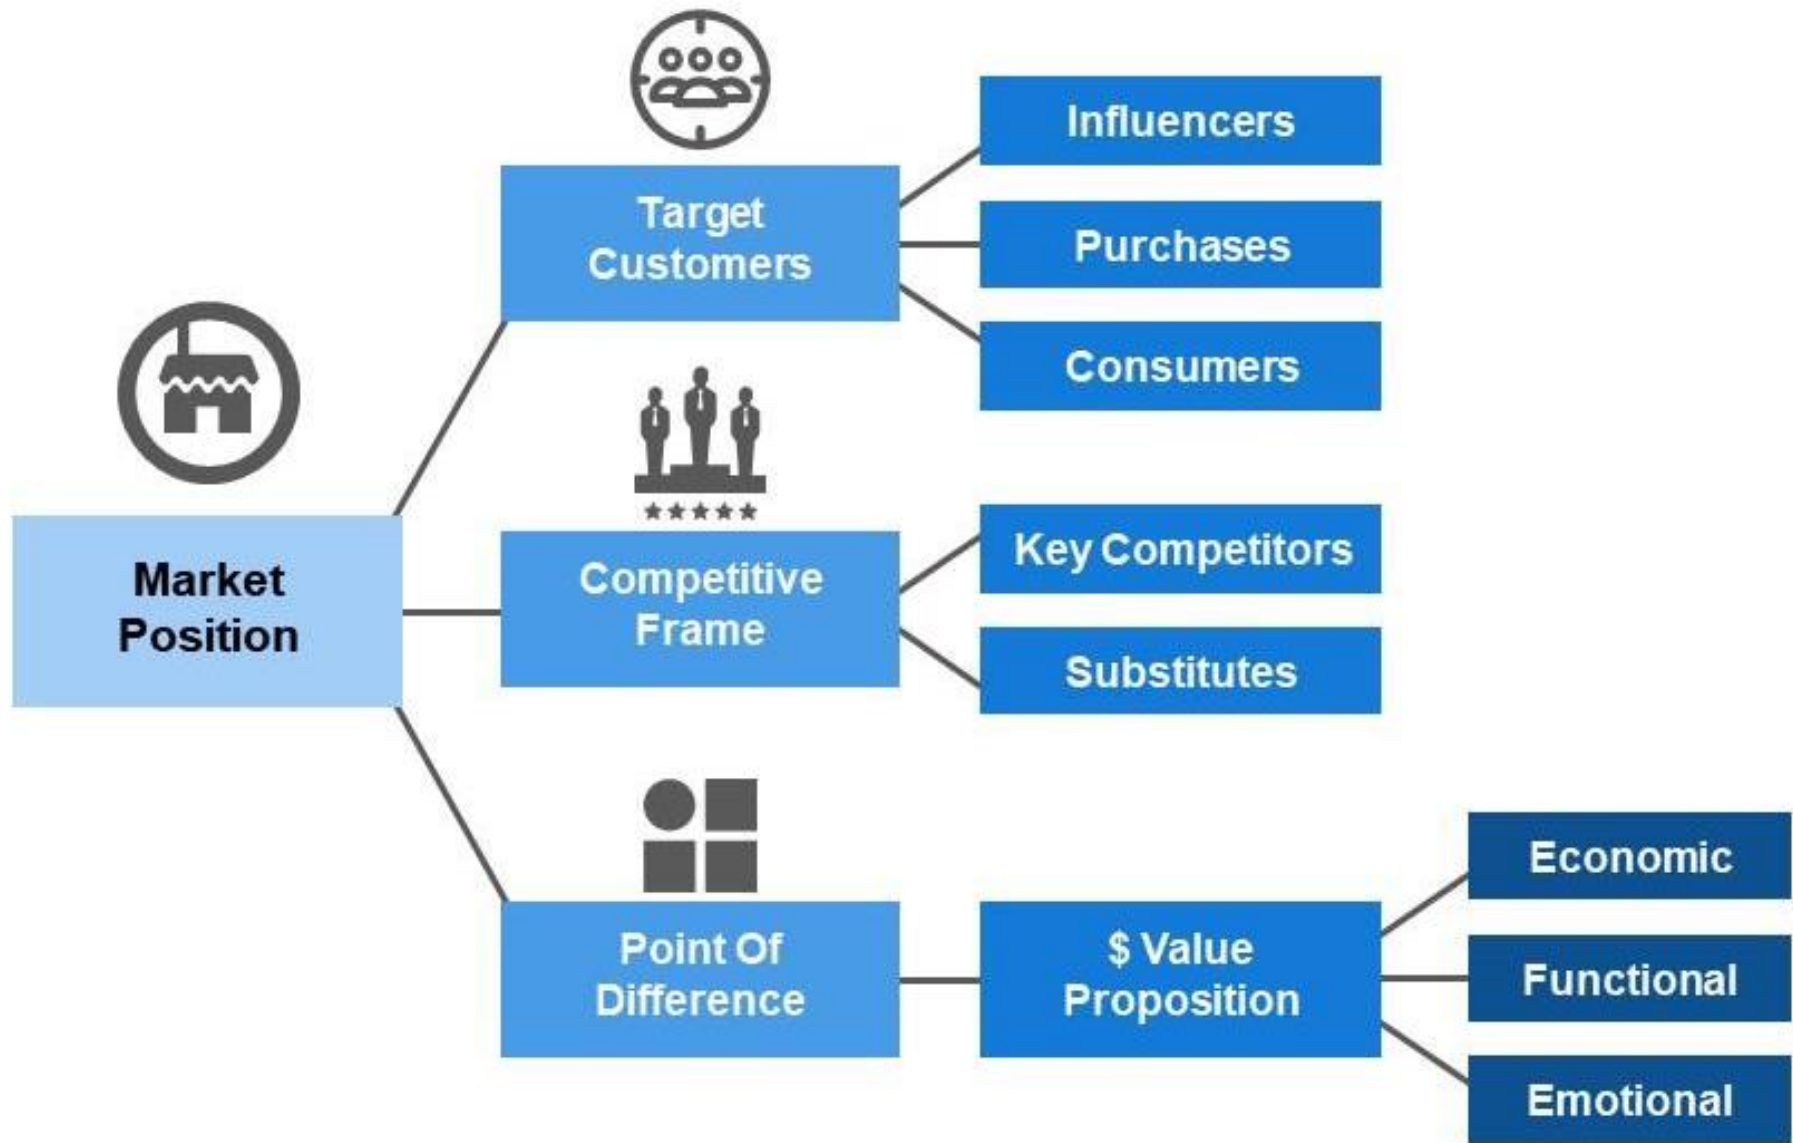 Market
Position
Target
Customers
Influencers
Purchases
Consumers
Competitive
Frame
Key Competitors
Substitutes
Point Of
Difference
$ Value
Proposition
Economic
Functional
Emotional